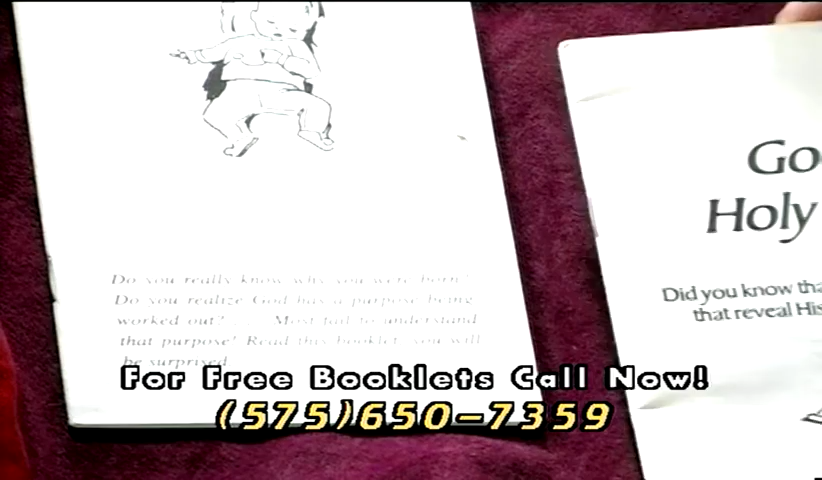 Do you really know why you were born?
Do you realize God has a purpose being
worked out? . . . Most fail to understand
that purpose! Read this booklet, you will
be surprised
Go
Holy
Did you know tha
that reveal His
For Free Booklets Call Now!
(575)650-7359